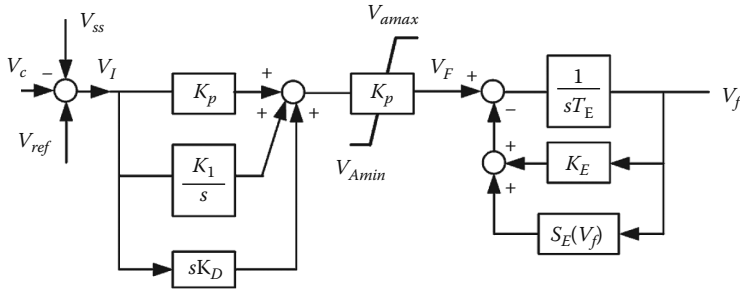 V_ss
V_amax
V_c
−
V_I
K_p
+
+
+
K_p
V_F
+
−
1
sT_E
V_f
V_ref
K_1
s
V_Amin
+
+
K_E
sK_D
S_E(V_f)